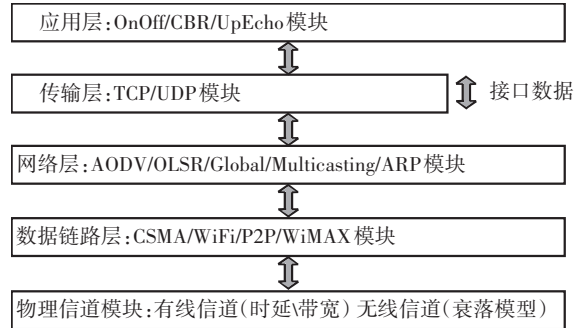 应用层:OnOff/CBR/UpEcho模块
传输层:TCP/UDP模块
接口数据
网络层:AODV/OLSR/Global/Multicasting/ARP模块
数据链路层:CSMA/WiFi/P2P/WiMAX模块
物理信道模块:有线信道(时延\带宽) 无线信道(衰落模型)